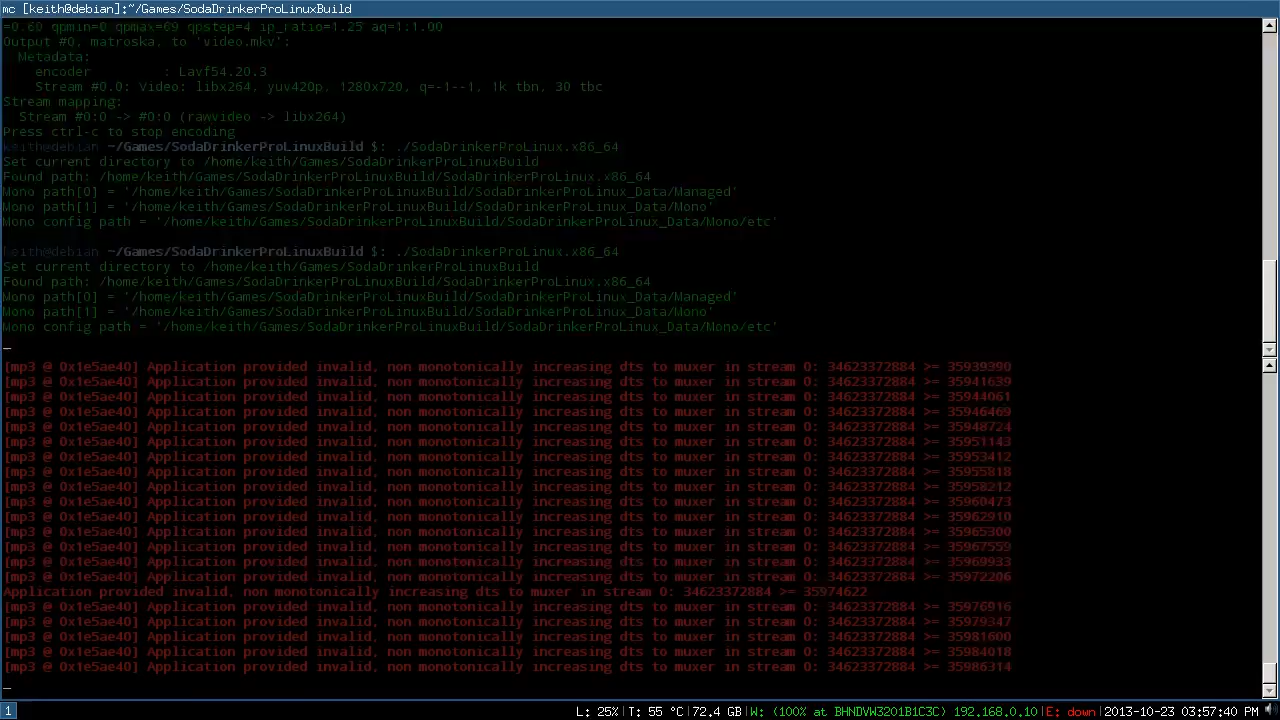 mc [keith@debian]:~/Games/SodaDrinkerProLinuxBuild
=0.60 qpmin=0 qpmax=69 qpstep=4 ip_ratio=1.25 aq=1:1.00
Output #0, matroska, to 'video.mkv':
Metadata:
encoder : Lavf54.20.3
Stream #0.0: Video: libx264, yuv420p, 1280x720, q=-1--1, 1k tbn, 30 tbc
Stream mapping:
Stream #0:0 -> #0:0 (rawvideo -> libx264)
Press ctrl-c to stop encoding
keith@debian ~/Games/SodaDrinkerProLinuxBuild $: ./SodaDrinkerProLinux.x86_64
Set current directory to /home/keith/Games/SodaDrinkerProLinuxBuild
Found path: /home/keith/Games/SodaDrinkerProLinuxBuild/SodaDrinkerProLinux.x86_64
Mono path[0] = '/home/keith/Games/SodaDrinkerProLinuxBuild/SodaDrinkerProLinux_Data/Managed'
Mono path[1] = '/home/keith/Games/SodaDrinkerProLinuxBuild/SodaDrinkerProLinux_Data/Mono'
Mono config path = '/home/keith/Games/SodaDrinkerProLinuxBuild/SodaDrinkerProLinux_Data/Mono/etc'
keith@debian ~/Games/SodaDrinkerProLinuxBuild $: ./SodaDrinkerProLinux.x86_64
Set current directory to /home/keith/Games/SodaDrinkerProLinuxBuild
Found path: /home/keith/Games/SodaDrinkerProLinuxBuild/SodaDrinkerProLinux.x86_64
Mono path[0] = '/home/keith/Games/SodaDrinkerProLinuxBuild/SodaDrinkerProLinux_Data/Managed'
Mono path[1] = '/home/keith/Games/SodaDrinkerProLinuxBuild/SodaDrinkerProLinux_Data/Mono'
Mono config path = '/home/keith/Games/SodaDrinkerProLinuxBuild/SodaDrinkerProLinux_Data/Mono/etc'
[mp3 @ 0x1e5ae40] Application provided invalid, non monotonically increasing dts to muxer in stream 0: 34623372884 >= 35939390
[mp3 @ 0x1e5ae40] Application provided invalid, non monotonically increasing dts to muxer in stream 0: 34623372884 >= 35941639
[mp3 @ 0x1e5ae40] Application provided invalid, non monotonically increasing dts to muxer in stream 0: 34623372884 >= 35944061
[mp3 @ 0x1e5ae40] Application provided invalid, non monotonically increasing dts to muxer in stream 0: 34623372884 >= 35946469
[mp3 @ 0x1e5ae40] Application provided invalid, non monotonically increasing dts to muxer in stream 0: 34623372884 >= 35948724
[mp3 @ 0x1e5ae40] Application provided invalid, non monotonically increasing dts to muxer in stream 0: 34623372884 >= 35951143
[mp3 @ 0x1e5ae40] Application provided invalid, non monotonically increasing dts to muxer in stream 0: 34623372884 >= 35953412
[mp3 @ 0x1e5ae40] Application provided invalid, non monotonically increasing dts to muxer in stream 0: 34623372884 >= 35955818
[mp3 @ 0x1e5ae40] Application provided invalid, non monotonically increasing dts to muxer in stream 0: 34623372884 >= 35958212
[mp3 @ 0x1e5ae40] Application provided invalid, non monotonically increasing dts to muxer in stream 0: 34623372884 >= 35960473
[mp3 @ 0x1e5ae40] Application provided invalid, non monotonically increasing dts to muxer in stream 0: 34623372884 >= 35962910
[mp3 @ 0x1e5ae40] Application provided invalid, non monotonically increasing dts to muxer in stream 0: 34623372884 >= 35965300
[mp3 @ 0x1e5ae40] Application provided invalid, non monotonically increasing dts to muxer in stream 0: 34623372884 >= 35967559
[mp3 @ 0x1e5ae40] Application provided invalid, non monotonically increasing dts to muxer in stream 0: 34623372884 >= 35969933
[mp3 @ 0x1e5ae40] Application provided invalid, non monotonically increasing dts to muxer in stream 0: 34623372884 >= 35972206
Application provided invalid, non monotonically increasing dts to muxer in stream 0: 34623372884 >= 35974622
[mp3 @ 0x1e5ae40] Application provided invalid, non monotonically increasing dts to muxer in stream 0: 34623372884 >= 35976916
[mp3 @ 0x1e5ae40] Application provided invalid, non monotonically increasing dts to muxer in stream 0: 34623372884 >= 35979347
[mp3 @ 0x1e5ae40] Application provided invalid, non monotonically increasing dts to muxer in stream 0: 34623372884 >= 35981600
[mp3 @ 0x1e5ae40] Application provided invalid, non monotonically increasing dts to muxer in stream 0: 34623372884 >= 35984018
[mp3 @ 0x1e5ae40] Application provided invalid, non monotonically increasing dts to muxer in stream 0: 34623372884 >= 35986314
1 L: 25%|T: 55 °C|72.4 GB|W: (100% at BHNDVW3201B1C3C) 192.168.0.10|E: down|2013-10-23 03:57:40 PM